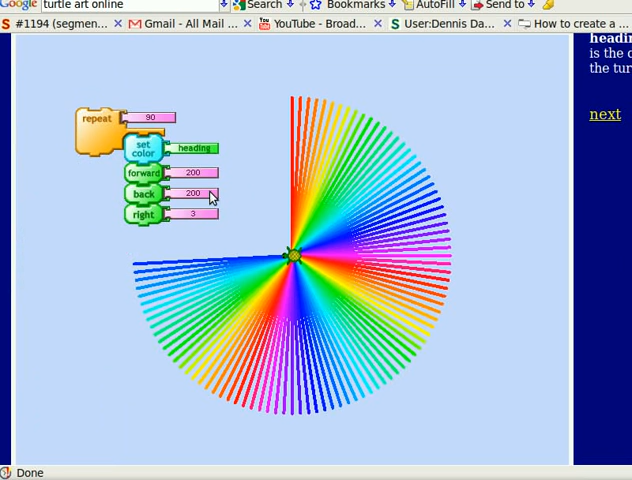 Google turtle art online Search Bookmarks AutoFill Send to
#1194 (segmen... Gmail - All Mail ... YouTube - Broad... User:Dennis Da... How to create a ...
repeat 90
set color heading
forward 200
back 200
right 3
headin
is the c
the tur
next
Done